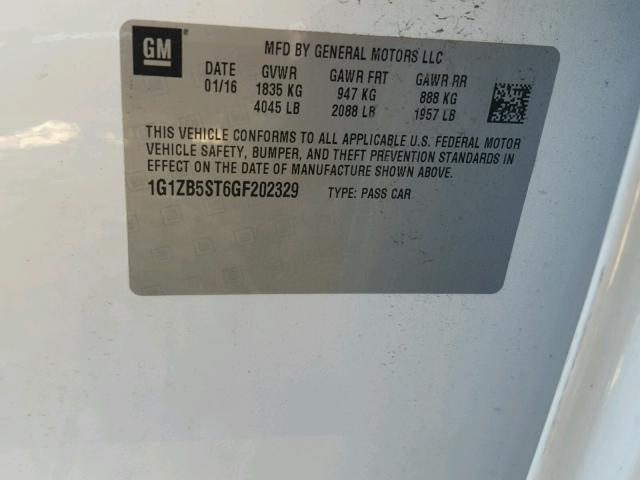 GM
MFD BY GENERAL MOTORS LLC
DATE GVWR GAWR FRT GAWR RR
01/16 1835 KG 947 KG 888 KG
4045 LB 2088 LB 1957 LB
THIS VEHICLE CONFORMS TO ALL APPLICABLE U.S. FEDERAL MOTOR
VEHICLE SAFETY, BUMPER, AND THEFT PREVENTION STANDARDS IN
EFFECT ON THE DATE OF MANUFACTURE SHOWN ABOVE.
1G1ZB5ST6GF202329 TYPE: PASS CAR